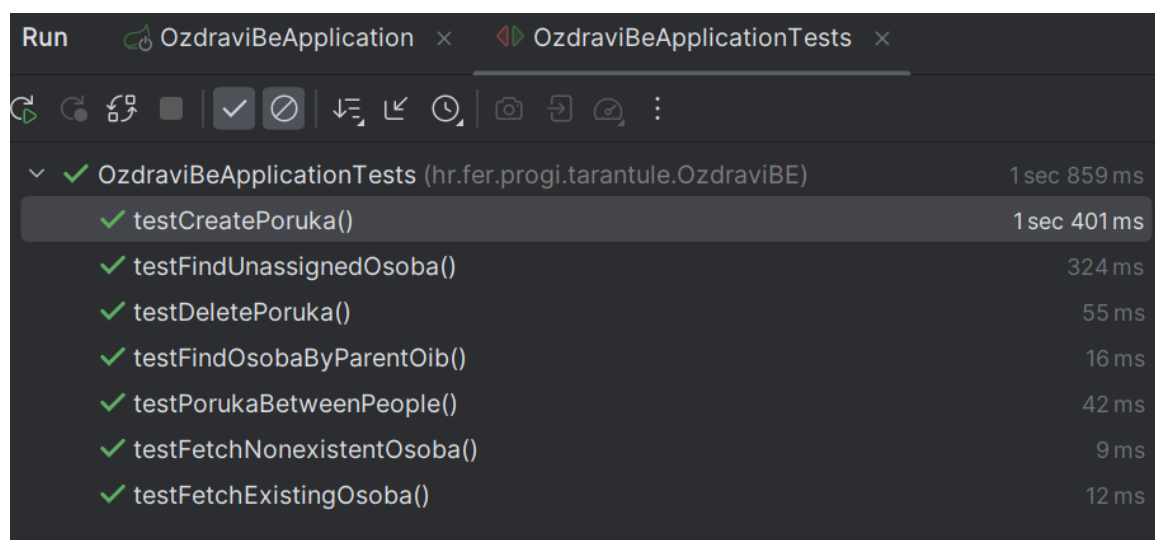 Run OzdraviBeApplication OzdraviBeApplicationTests
OzdraviBeApplicationTests (hr.fer.progi.tarantule.OzdraviBE) 1 sec 859 ms
testCreatePoruka() 1 sec 401 ms
testFindUnassignedOsoba() 324 ms
testDeletePoruka() 55 ms
testFindOsobaByParentOib() 16 ms
testPorukaBetweenPeople() 42 ms
testFetchNonexistentOsoba() 9 ms
testFetchExistingOsoba() 12 ms